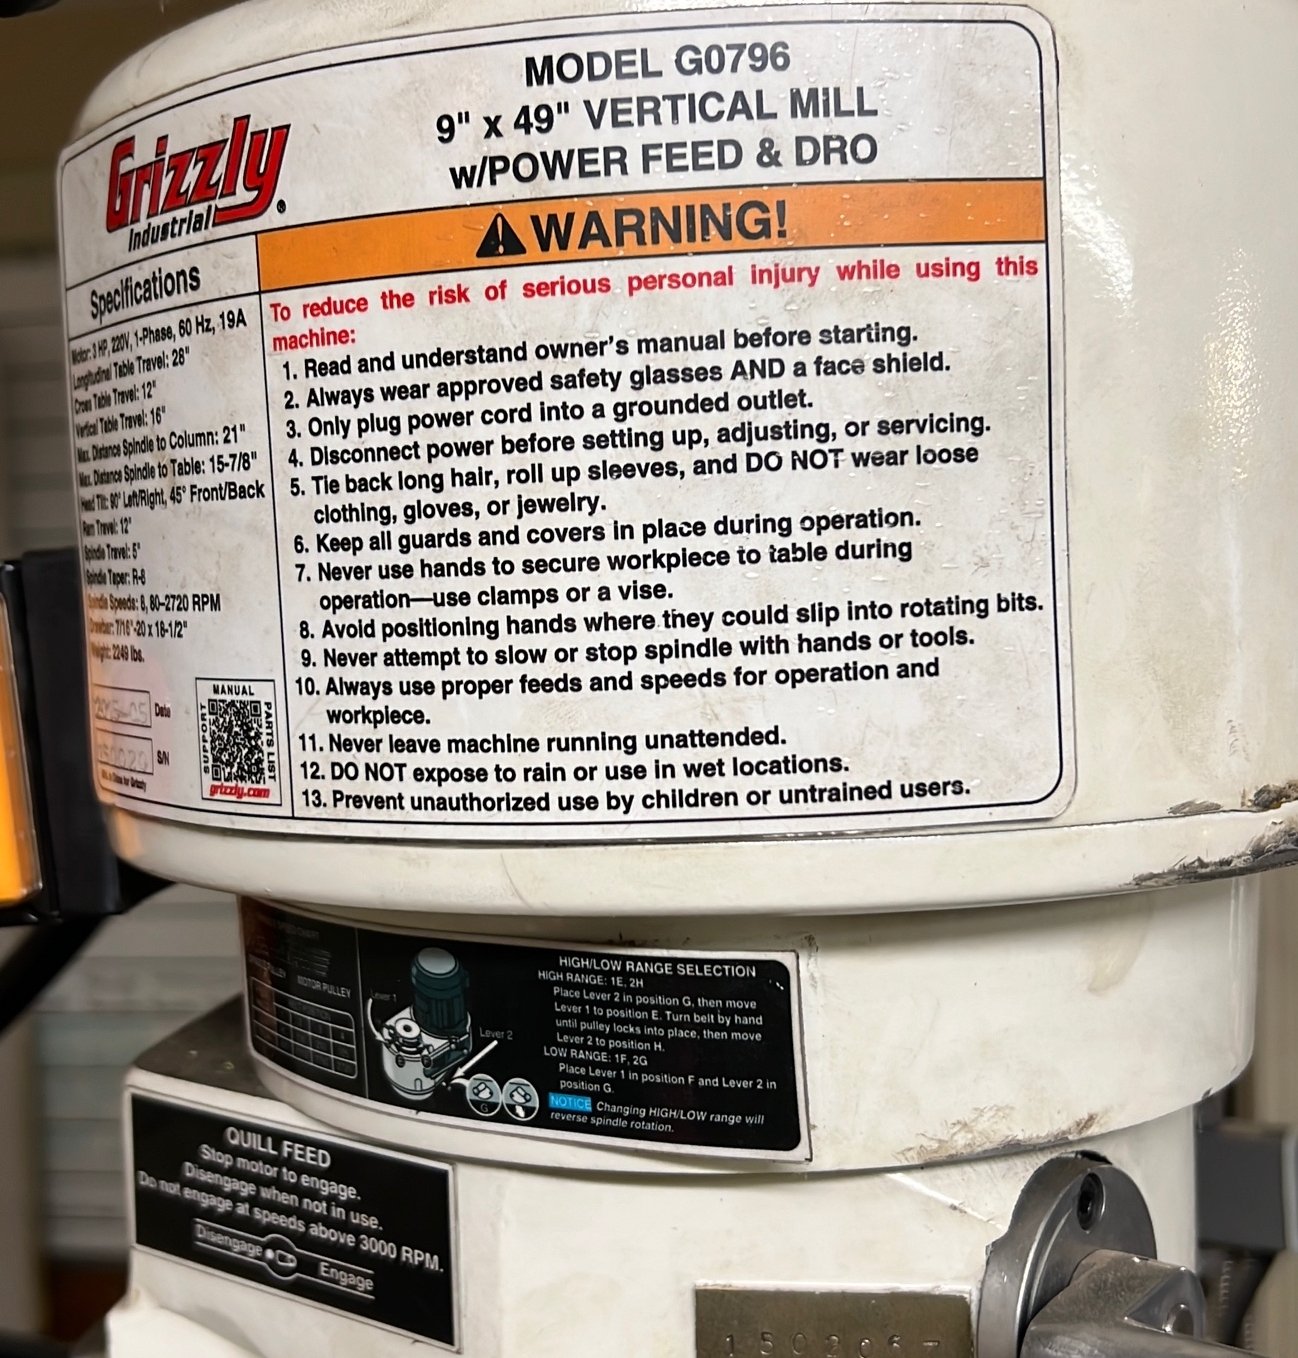 MODEL G0796
9" x 49" VERTICAL MILL
w/POWER FEED & DRO
Grizzly
Industrial
®
WARNING!
Specifications
Motor: 3 HP, 220V, 1-Phase, 60 Hz, 19A
Longitudinal Table Travel: 28"
Cross Table Travel: 12"
Vertical Table Travel: 16"
Max. Distance Spindle to Column: 21"
Max. Distance Spindle to Table: 15-7/8"
Head Tilt: 90° Left/Right, 45° Front/Back
Ram Travel: 12"
Spindle Travel: 5"
Spindle Taper: R-8
Spindle Speeds: 8, 80–2720 RPM
Drawbar: 7/16"-20 x 18-1/2"
Weight: 2249 lbs.
Date
S/N
MANUAL
SUPPORT
PARTS LIST
grizzly.com
To reduce the risk of serious personal injury while using this
machine:
1. Read and understand owner's manual before starting.
2. Always wear approved safety glasses AND a face shield.
3. Only plug power cord into a grounded outlet.
4. Disconnect power before setting up, adjusting, or servicing.
5. Tie back long hair, roll up sleeves, and DO NOT wear loose
clothing, gloves, or jewelry.
6. Keep all guards and covers in place during operation.
7. Never use hands to secure workpiece to table during
operation—use clamps or a vise.
8. Avoid positioning hands where they could slip into rotating bits.
9. Never attempt to slow or stop spindle with hands or tools.
10. Always use proper feeds and speeds for operation and
workpiece.
11. Never leave machine running unattended.
12. DO NOT expose to rain or use in wet locations.
13. Prevent unauthorized use by children or untrained users.
MOTOR PULLEY
Lever 1
Lever 2
G
HIGH/LOW RANGE SELECTION
HIGH RANGE: 1E, 2H
Place Lever 2 in position G, then move
Lever 1 to position E. Turn belt by hand
until pulley locks into place, then move
Lever 2 to position H.
LOW RANGE: 1F, 2G
Place Lever 1 in position F and Lever 2 in
position G.
NOTICE Changing HIGH/LOW range will
reverse spindle rotation.
QUILL FEED
Stop motor to engage.
Disengage when not in use.
Do not engage at speeds above 3000 RPM.
Disengage
Engage